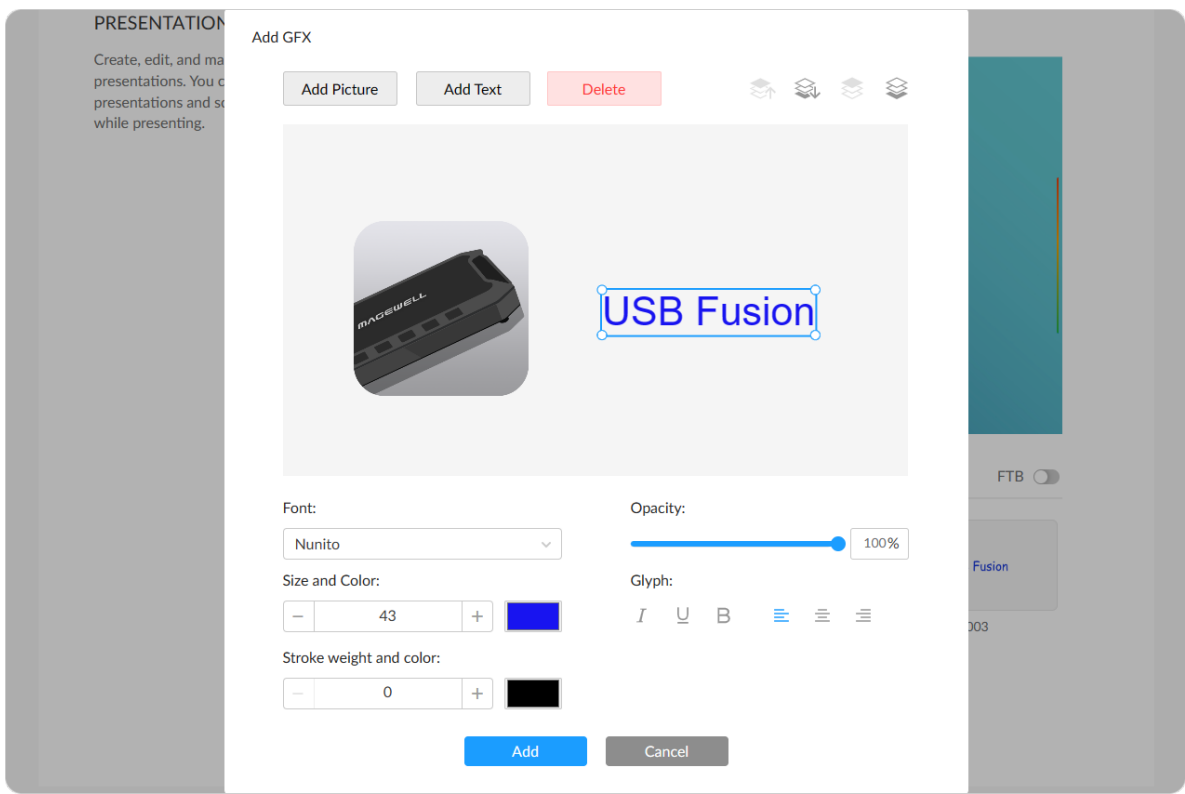 PRESENTATION
Create, edit, and ma
presentations. You c
presentations and sc
while presenting.
Add GFX
Add Picture
Add Text
Delete
MAGEWELL
USB Fusion
Font:
Opacity:
Nunito
100%
Size and Color:
Glyph:
43
I U B
Stroke weight and color:
0
Add
Cancel
FTB
Fusion
003